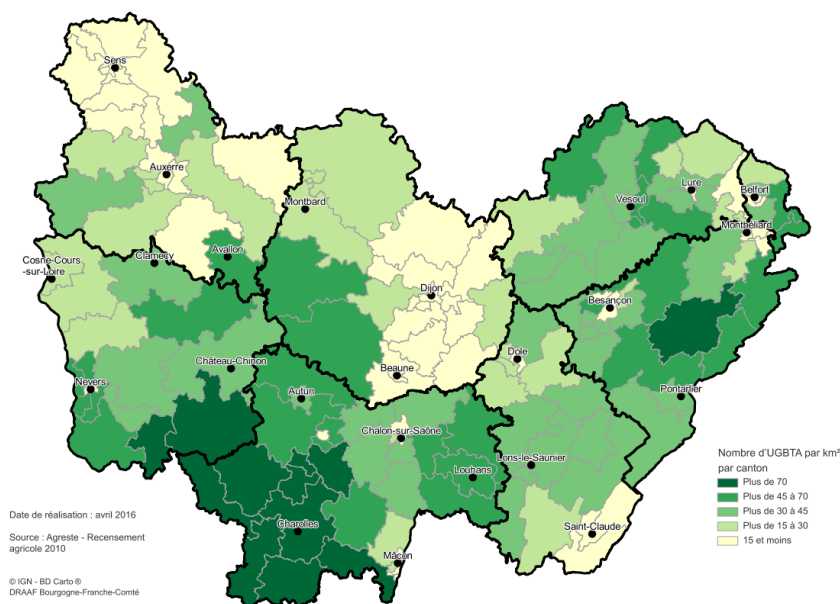 Sens
Auxerre
Montbard
Avallon
Clamecy
Cosne-Cours
-sur-Loire
Château-Chinon
Nevers
Autun
Dijon
Beaune
Chalon-sur-Saône
Louhans
Charolles
Mâcon
Vesoul
Lure
Belfort
Montbéliard
Besançon
Dole
Pontarlier
Lons-le-Saunier
Saint-Claude
Nombre d'UGBTA par km²
par canton
Plus de 70
Plus de 45 à 70
Plus de 30 à 45
Plus de 15 à 30
15 et moins
Date de réalisation : avril 2016
Source : Agreste - Recensement
agricole 2010
© IGN - BD Carto ®
DRAAF Bourgogne-Franche-Comté